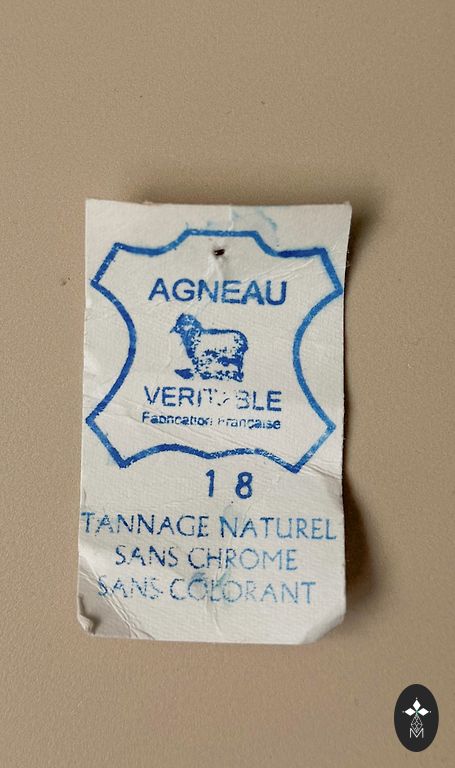 AGNEAU
VERITABLE
Fabrication Française
18
TANNAGE NATUREL
SANS CHROME
SANS COLORANT
M